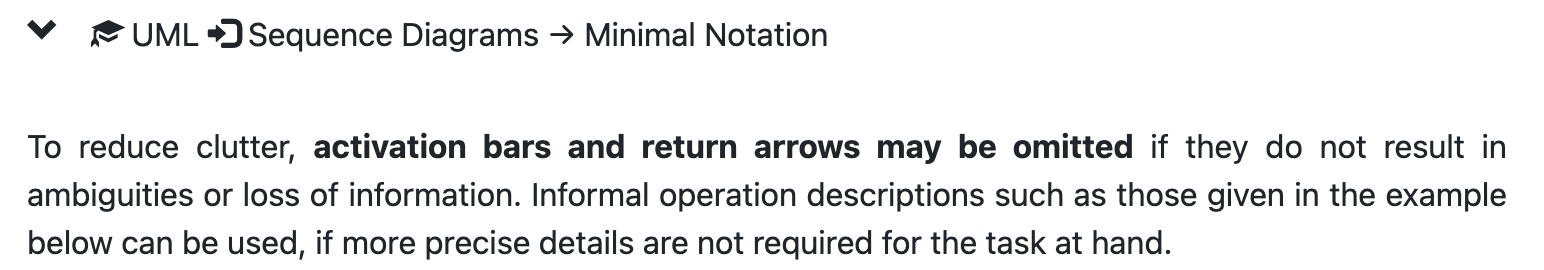 UML Sequence Diagrams → Minimal Notation
To reduce clutter, activation bars and return arrows may be omitted if they do not result in
ambiguities or loss of information. Informal operation descriptions such as those given in the example
below can be used, if more precise details are not required for the task at hand.